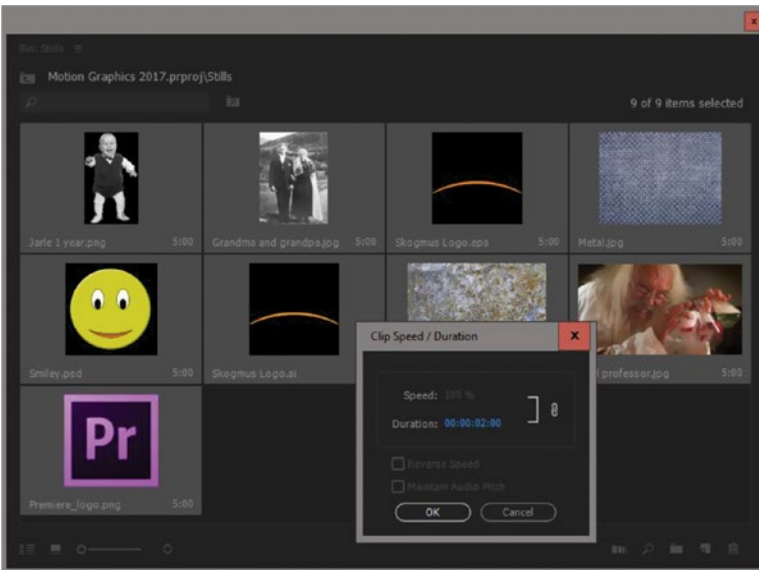 Bin: Stills
Motion Graphics 2017.prproj\Stills
9 of 9 items selected
Jarle 1 year.png 5:00
Grandma and grandpa.jpg 5:00
Skogmus Logo.eps 5:00
Metal.jpg 5:00
Smiley.psd 5:00
Skogmus Logo.ai
professor.jpg 5:00
Premiere_logo.png 5:00
Pr
Clip Speed / Duration
Speed: 100 %
Duration: 00:00:02:00
Reverse Speed
Maintain Audio Pitch
OK Cancel